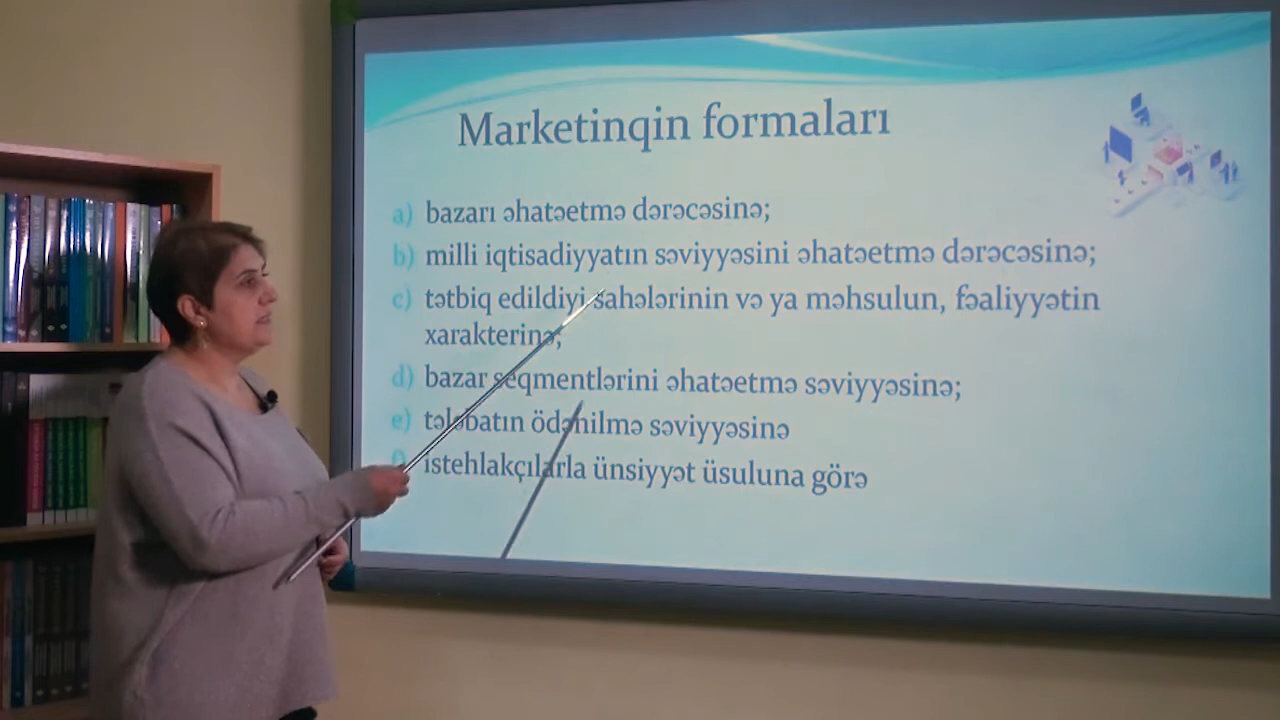 Marketinqin formaları
a) bazarı əhatəetmə dərəcəsinə;
b) milli iqtisadiyyatın səviyyəsini əhatəetmə dərəcəsinə;
c) tətbiq edildiyi sahələrinin və ya məhsulun, fəaliyyətin
xarakterinə;
d) bazar seqmentlərini əhatəetmə səviyyəsinə;
e) tələbatın ödənilmə səviyyəsinə
f) istehlakçılarla ünsiyyət üsuluna görə